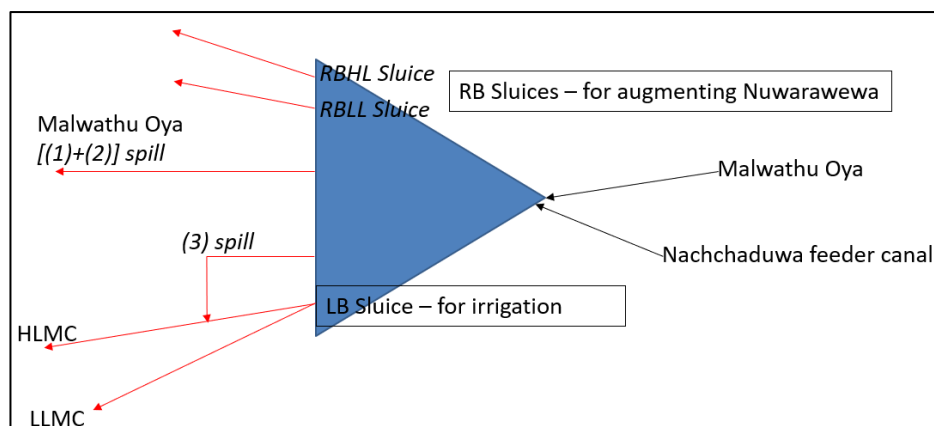 RBHL Sluice
RB Sluices – for augmenting Nuwarawewa
RBLL Sluice
Malwathu Oya
[(1)+(2)] spill
Malwathu Oya
(3) spill
Nachchaduwa feeder canal
LB Sluice – for irrigation
HLMC
LLMC